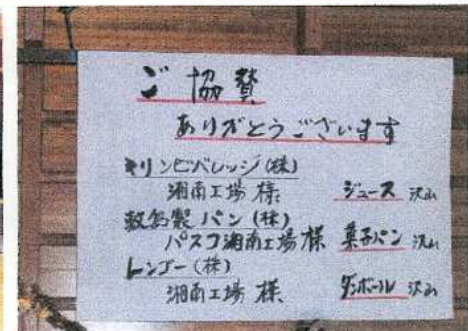 ご協賛
ありがとうございます
キリンビバレッジ(株)
湘南工場様 ジュース 沢山
敷島製パン(株)
パスコ湘南工場様 菓子パン 沢山
レンゴー(株)
湘南工場様 ダンボール 沢山